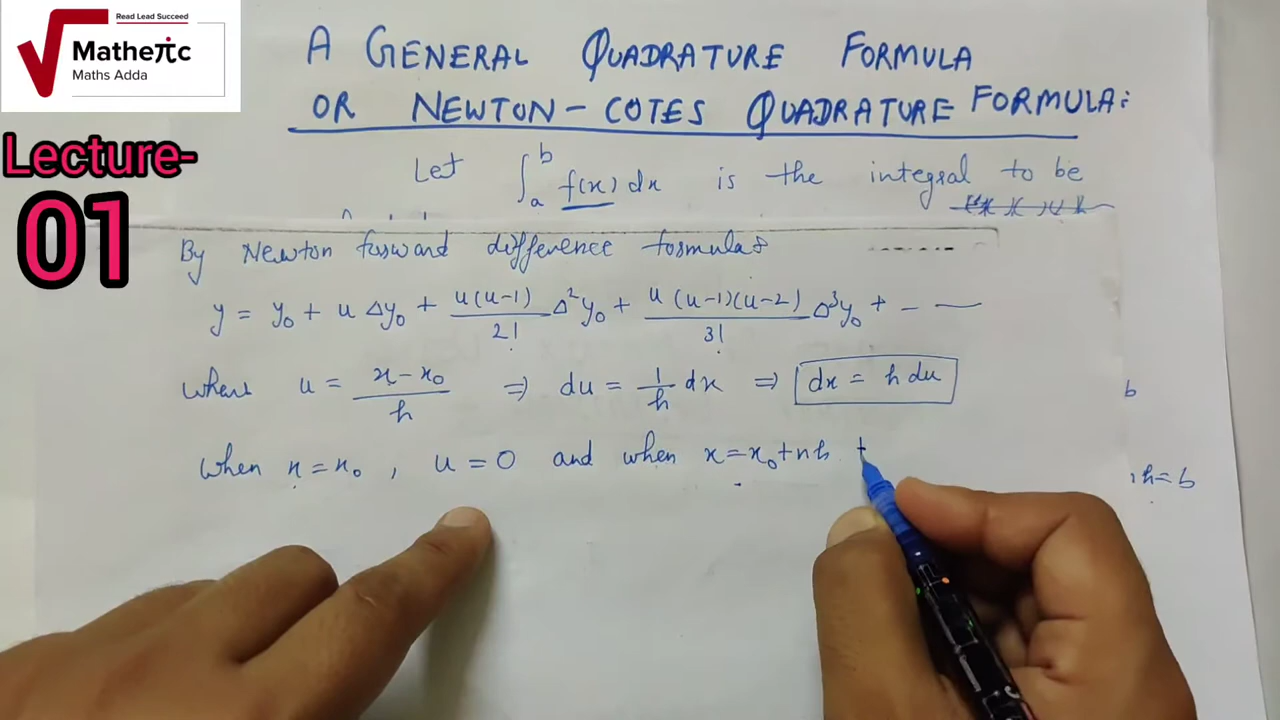 Read Lead Succeed
Matheπc
Maths Adda
Lecture-
01
A GENERAL QUADRATURE FORMULA
OR NEWTON-COTES QUADRATURE FORMULA:
Let ∫ₐᵇ f(x) dx is the integral to be
By Newton forward difference formula:
y = y₀ + u Δy₀ + u(u-1)/2! Δ²y₀ + u(u-1)(u-2)/3! Δ³y₀ + - —
where u = x-x₀/h ⇒ du = 1/h dx ⇒ dx = h du
b
When x = x₀, u = 0 and when x = x₀+nh
h = b